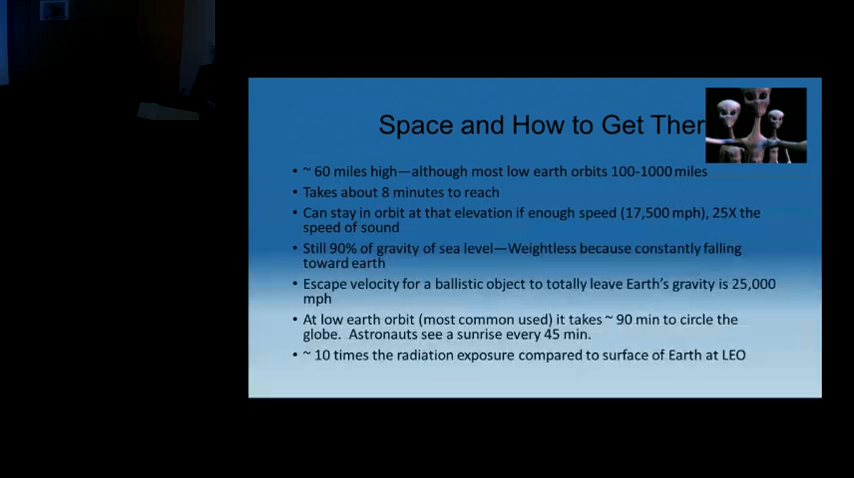 Space and How to Get Ther
• ~ 60 miles high—although most low earth orbits 100-1000 miles
• Takes about 8 minutes to reach
• Can stay in orbit at that elevation if enough speed (17,500 mph), 25X the
speed of sound
• Still 90% of gravity of sea level—Weightless because constantly falling
toward earth
• Escape velocity for a ballistic object to totally leave Earth's gravity is 25,000
mph
• At low earth orbit (most common used) it takes ~ 90 min to circle the
globe. Astronauts see a sunrise every 45 min.
• ~ 10 times the radiation exposure compared to surface of Earth at LEO